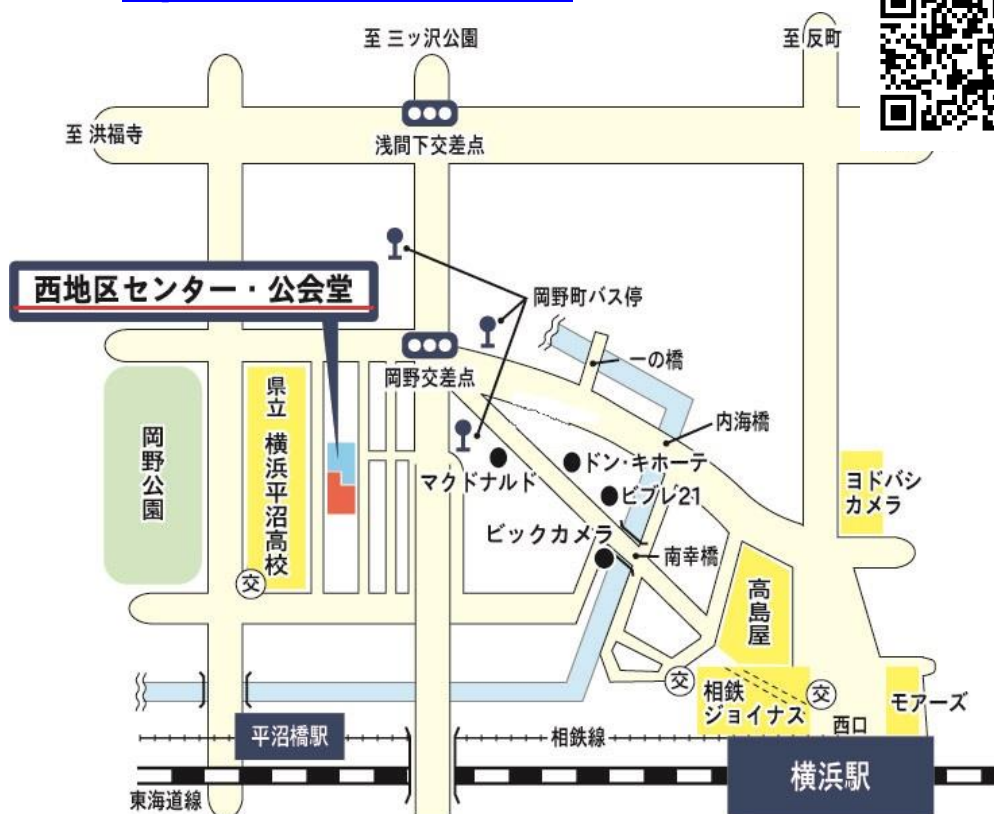 至 三ッ沢公園
至 反町
至 洪福寺
浅間下交差点
西地区センター・公会堂
岡野町バス停
一の橋
岡野交差点
内海橋
県立 横浜平沼高校
岡野公園
マクドナルド
ドン・キホーテ
ビブレ21
ヨドバシ
カメラ
ビックカメラ
南幸橋
交
高島屋
交
相鉄
ジョイナス
交
モアーズ
西口
平沼橋駅
相鉄線
横浜駅
東海道線